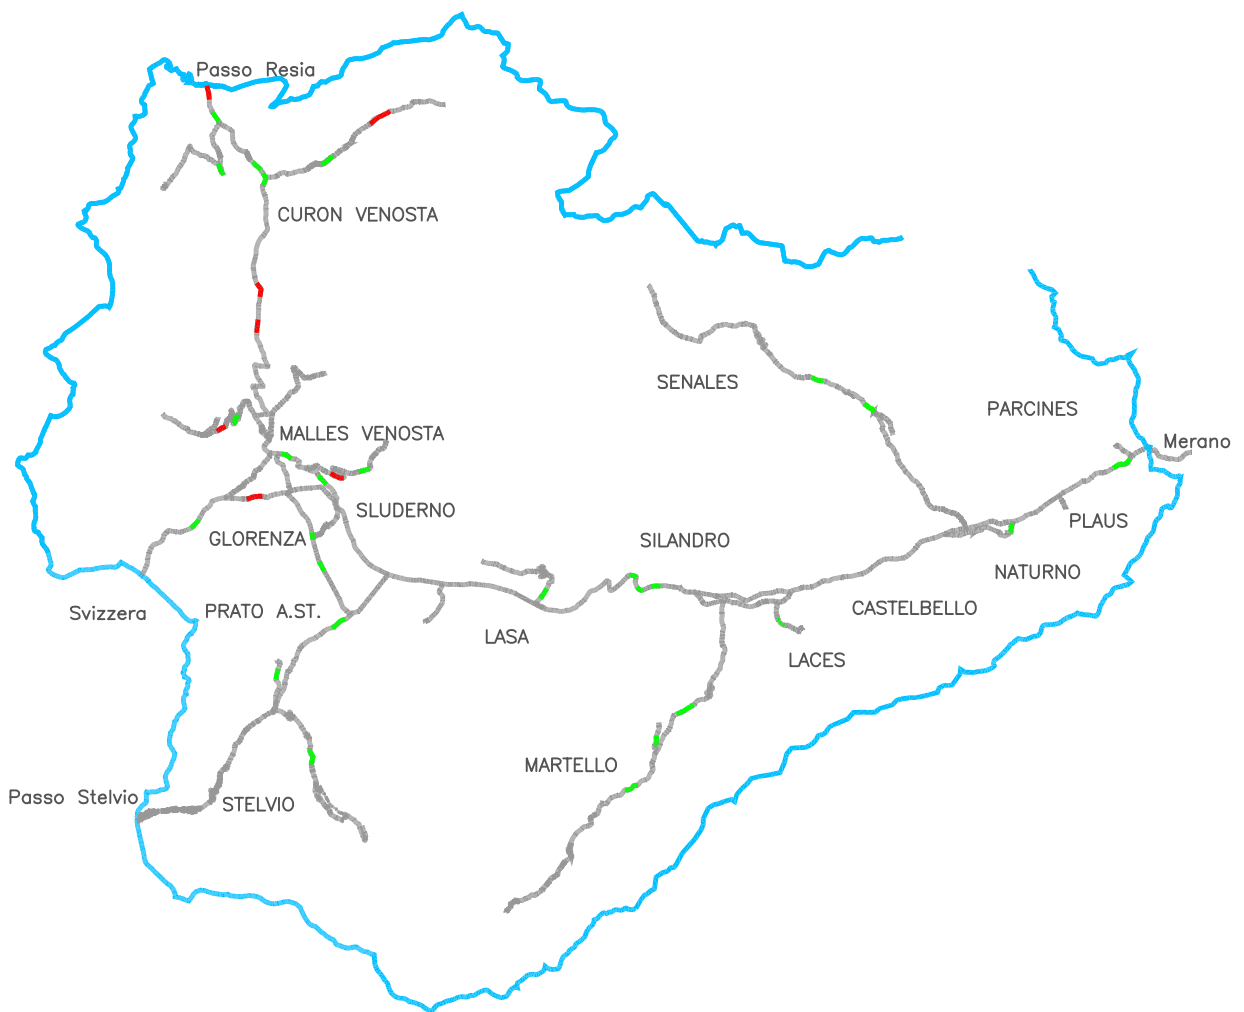 Passo Resia
CURON VENOSTA
SENALES
PARCINES
MALLES VENOSTA
Merano
SLUDERNO
PLAUS
GLORENZA
SILANDRO
NATURNO
Svizzera
PRATO A.ST.
CASTELBELLO
LASA
LACES
MARTELLO
Passo Stelvio
STELVIO